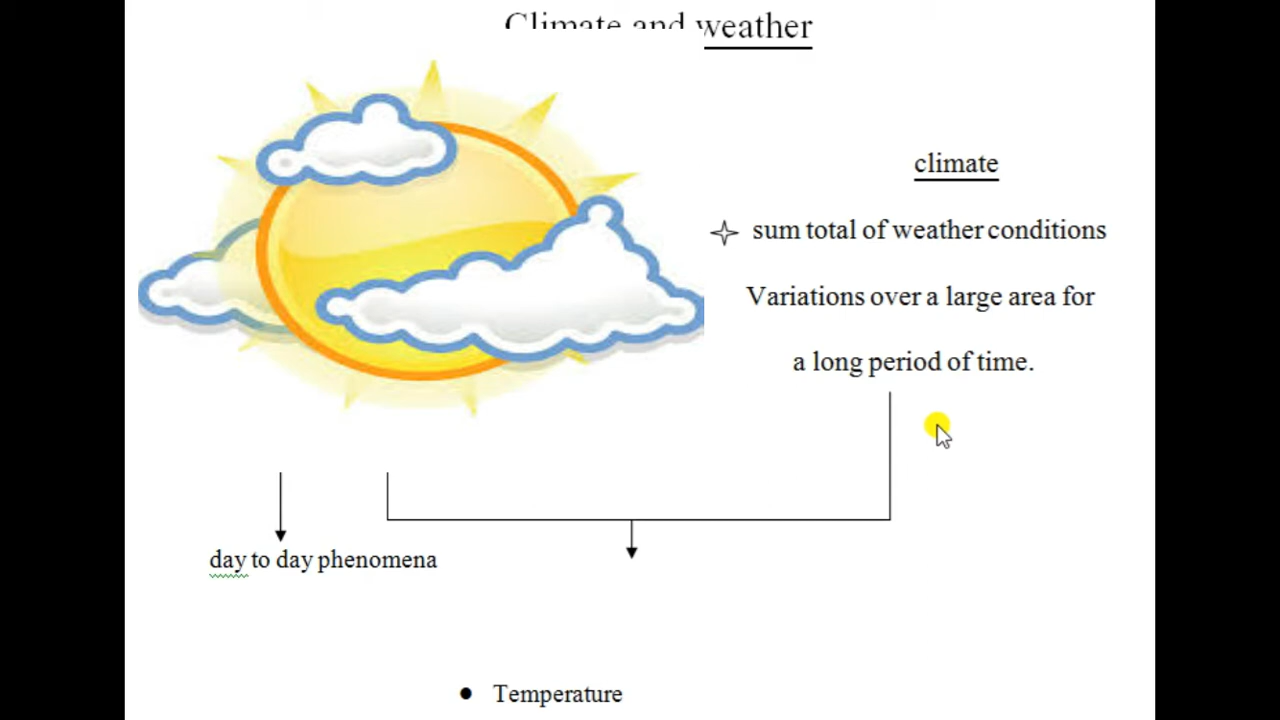 Climate and weather
climate
sum total of weather conditions
Variations over a large area for
a long period of time.
day to day phenomena
Temperature